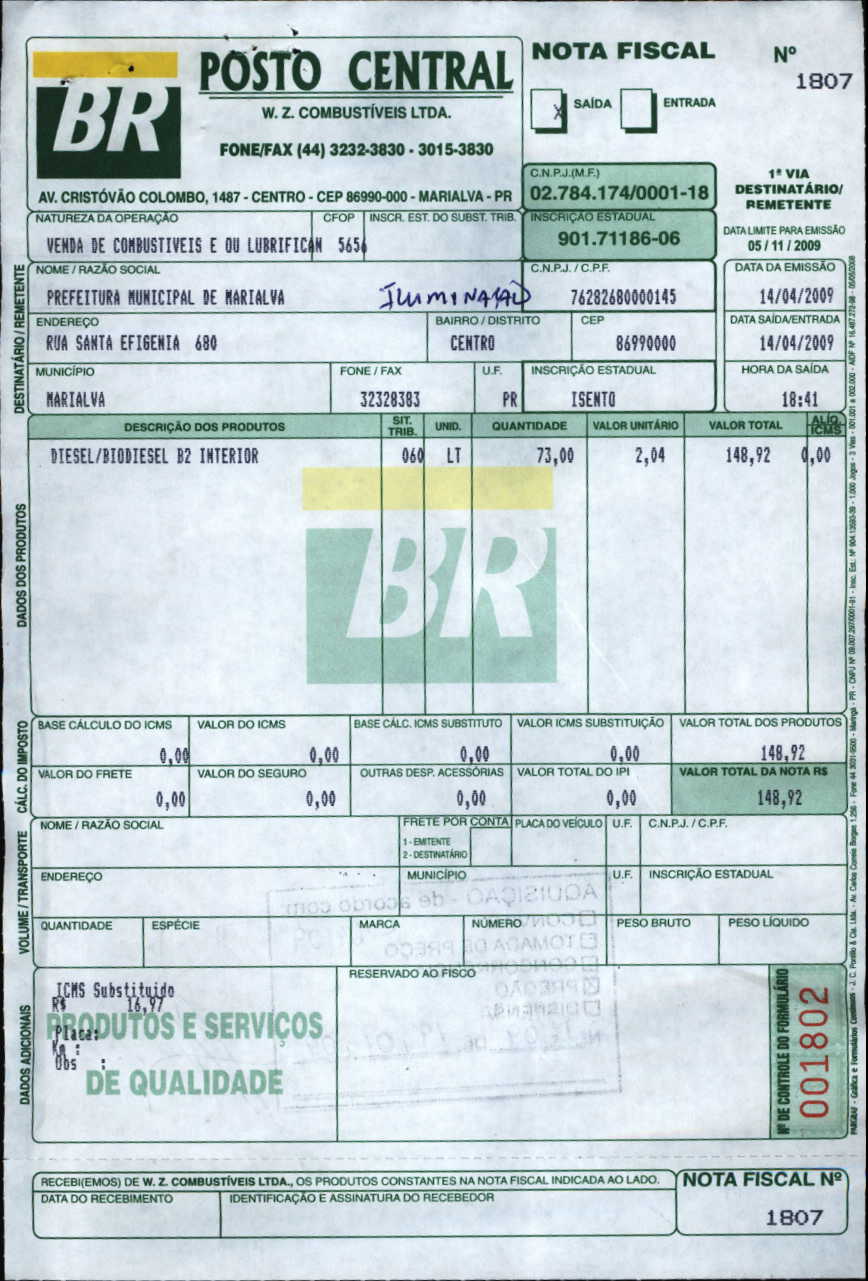 BR
POSTO CENTRAL
W. Z. COMBUSTÍVEIS LTDA.
FONE/FAX (44) 3232-3830 - 3015-3830
AV. CRISTÓVÃO COLOMBO, 1487 - CENTRO - CEP 86990-000 - MARIALVA - PR
NOTA FISCAL Nº
1807
X SAÍDA ENTRADA
C.N.P.J.(M.F.)
02.784.174/0001-18
1ª VIA
DESTINATÁRIO/
REMETENTE
NATUREZA DA OPERAÇÃO CFOP INSCR. EST. DO SUBST. TRIB. INSCRIÇÃO ESTADUAL
VENDA DE COMBUSTIVEIS E OU LUBRIFICAN 5656 901.71186-06
DATA LIMITE PARA EMISSÃO
05 / 11 / 2009
DESTINATÁRIO / REMETENTE
NOME / RAZÃO SOCIAL C.N.P.J. / C.P.F. DATA DA EMISSÃO
PREFEITURA MUNICIPAL DE MARIALVA 76282680000145 14/04/2009
ENDEREÇO BAIRRO / DISTRITO CEP DATA SAÍDA/ENTRADA
RUA SANTA EFIGENIA 680 CENTRO 86990000 14/04/2009
MUNICÍPIO FONE / FAX U.F. INSCRIÇÃO ESTADUAL HORA DA SAÍDA
MARIALVA 32328383 PR ISENTO 18:41
DADOS DOS PRODUTOS
DESCRIÇÃO DOS PRODUTOS SIT. TRIB. UNID. QUANTIDADE VALOR UNITÁRIO VALOR TOTAL ALÍQ. ICMS
DIESEL/BIODIESEL B2 INTERIOR 060 LT 73,00 2,04 148,92 0,00
BR
CÁLC. DO IMPOSTO
BASE CÁLCULO DO ICMS VALOR DO ICMS BASE CÁLC. ICMS SUBSTITUTO VALOR ICMS SUBSTITUIÇÃO VALOR TOTAL DOS PRODUTOS
0,00 0,00 0,00 0,00 148,92
VALOR DO FRETE VALOR DO SEGURO OUTRAS DESP. ACESSÓRIAS VALOR TOTAL DO IPI VALOR TOTAL DA NOTA R$
0,00 0,00 0,00 0,00 148,92
VOLUME / TRANSPORTE
NOME / RAZÃO SOCIAL FRETE POR CONTA PLACA DO VEÍCULO U.F. C.N.P.J. / C.P.F.
1 - EMITENTE
2 - DESTINATÁRIO
ENDEREÇO MUNICÍPIO U.F. INSCRIÇÃO ESTADUAL
QUANTIDADE ESPÉCIE MARCA NÚMERO PESO BRUTO PESO LÍQUIDO
AQUISIÇÃO - de acordo com:
TOMADA DE PREÇO
PREGÃO
DISPENSA
DADOS ADICIONAIS
ICMS Substituido
R$ 16,97
Placa:
Km :
Obs :
PRODUTOS E SERVIÇOS
DE QUALIDADE
RESERVADO AO FISCO
Nº DE CONTROLE DO FORMULÁRIO
001802
RECEBI(EMOS) DE W. Z. COMBUSTÍVEIS LTDA., OS PRODUTOS CONSTANTES NA NOTA FISCAL INDICADA AO LADO.
DATA DO RECEBIMENTO IDENTIFICAÇÃO E ASSINATURA DO RECEBEDOR
NOTA FISCAL Nº
1807